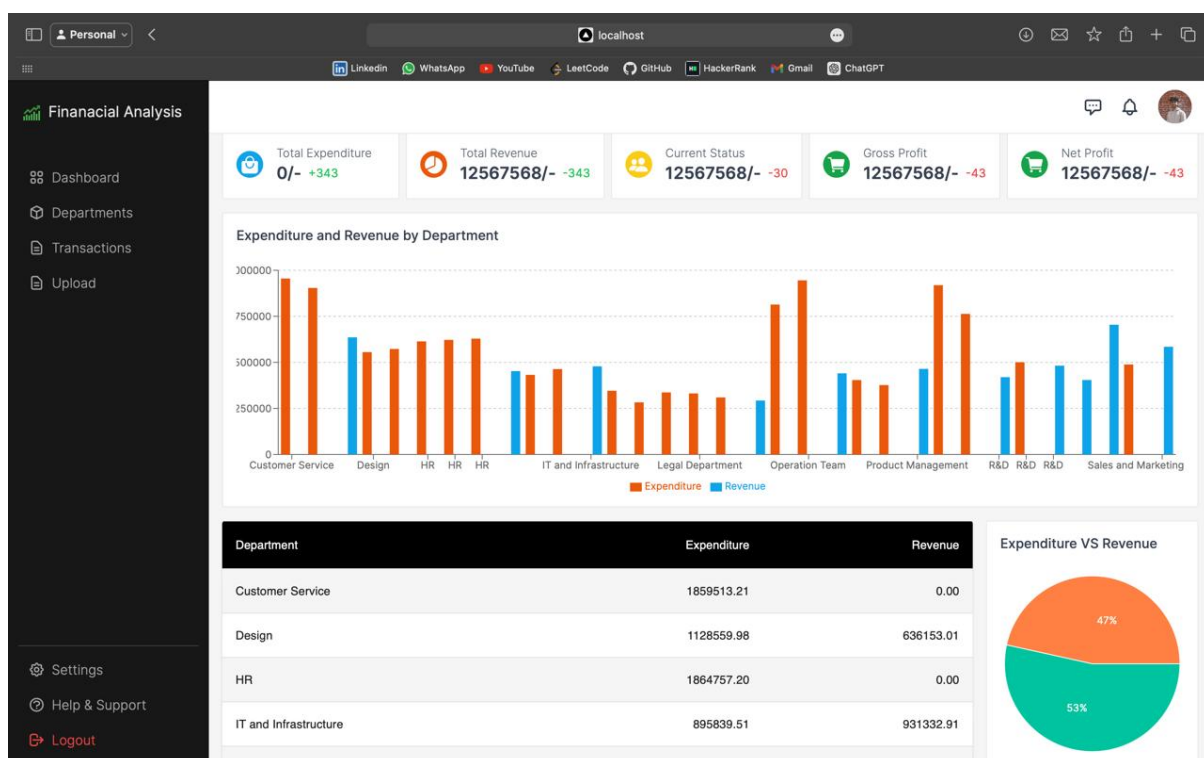 Personal
localhost
Linkedin WhatsApp YouTube LeetCode GitHub HackerRank Gmail ChatGPT
Finanacial Analysis
Dashboard
Departments
Transactions
Upload
Settings
Help & Support
Logout
Total Expenditure
0/- +343
Total Revenue
12567568/- -343
Current Status
12567568/- -30
Gross Profit
12567568/- -43
Net Profit
12567568/- -43
Expenditure and Revenue by Department
000000
750000
500000
250000
0
Customer Service Design HR HR HR IT and Infrastructure Legal Department Operation Team Product Management R&D R&D R&D Sales and Marketing
Expenditure Revenue
Department Expenditure Revenue
Customer Service 1859513.21 0.00
Design 1128559.98 636153.01
HR 1864757.20 0.00
IT and Infrastructure 895839.51 931332.91
Expenditure VS Revenue
47%
53%